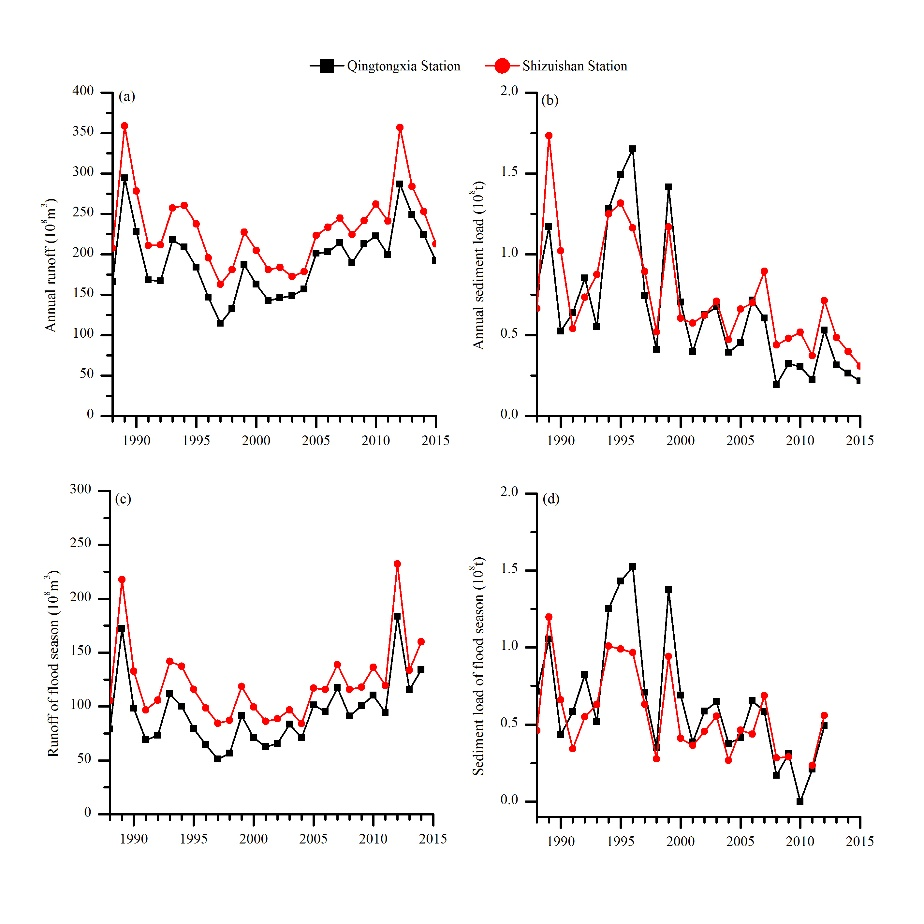 Qingtongxia Station
Shizuishan Station
(a)
Annual runoff (10⁸m³)
400
350
300
250
200
150
100
50
0
1990 1995 2000 2005 2010 2015
(b)
Annual sediment load (10⁸t)
2.0
1.5
1.0
0.5
0.0
1990 1995 2000 2005 2010 2015
(c)
Runoff of flood season (10⁸m³)
300
250
200
150
100
50
0
1990 1995 2000 2005 2010 2015
(d)
Sediment load of flood season (10⁸t)
2.0
1.5
1.0
0.5
0.0
1990 1995 2000 2005 2010 2015